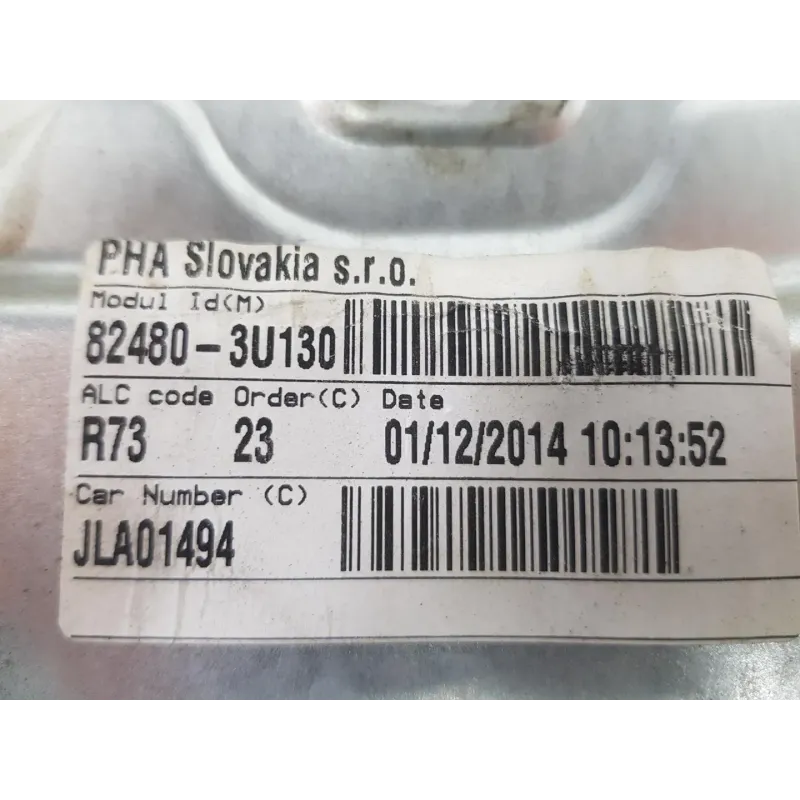 PHA Slovakia s.r.o.
Modul Id(M)
82480-3U130
ALC code Order(C) Date
R73 23 01/12/2014 10:13:52
Car Number (C)
JLA01494